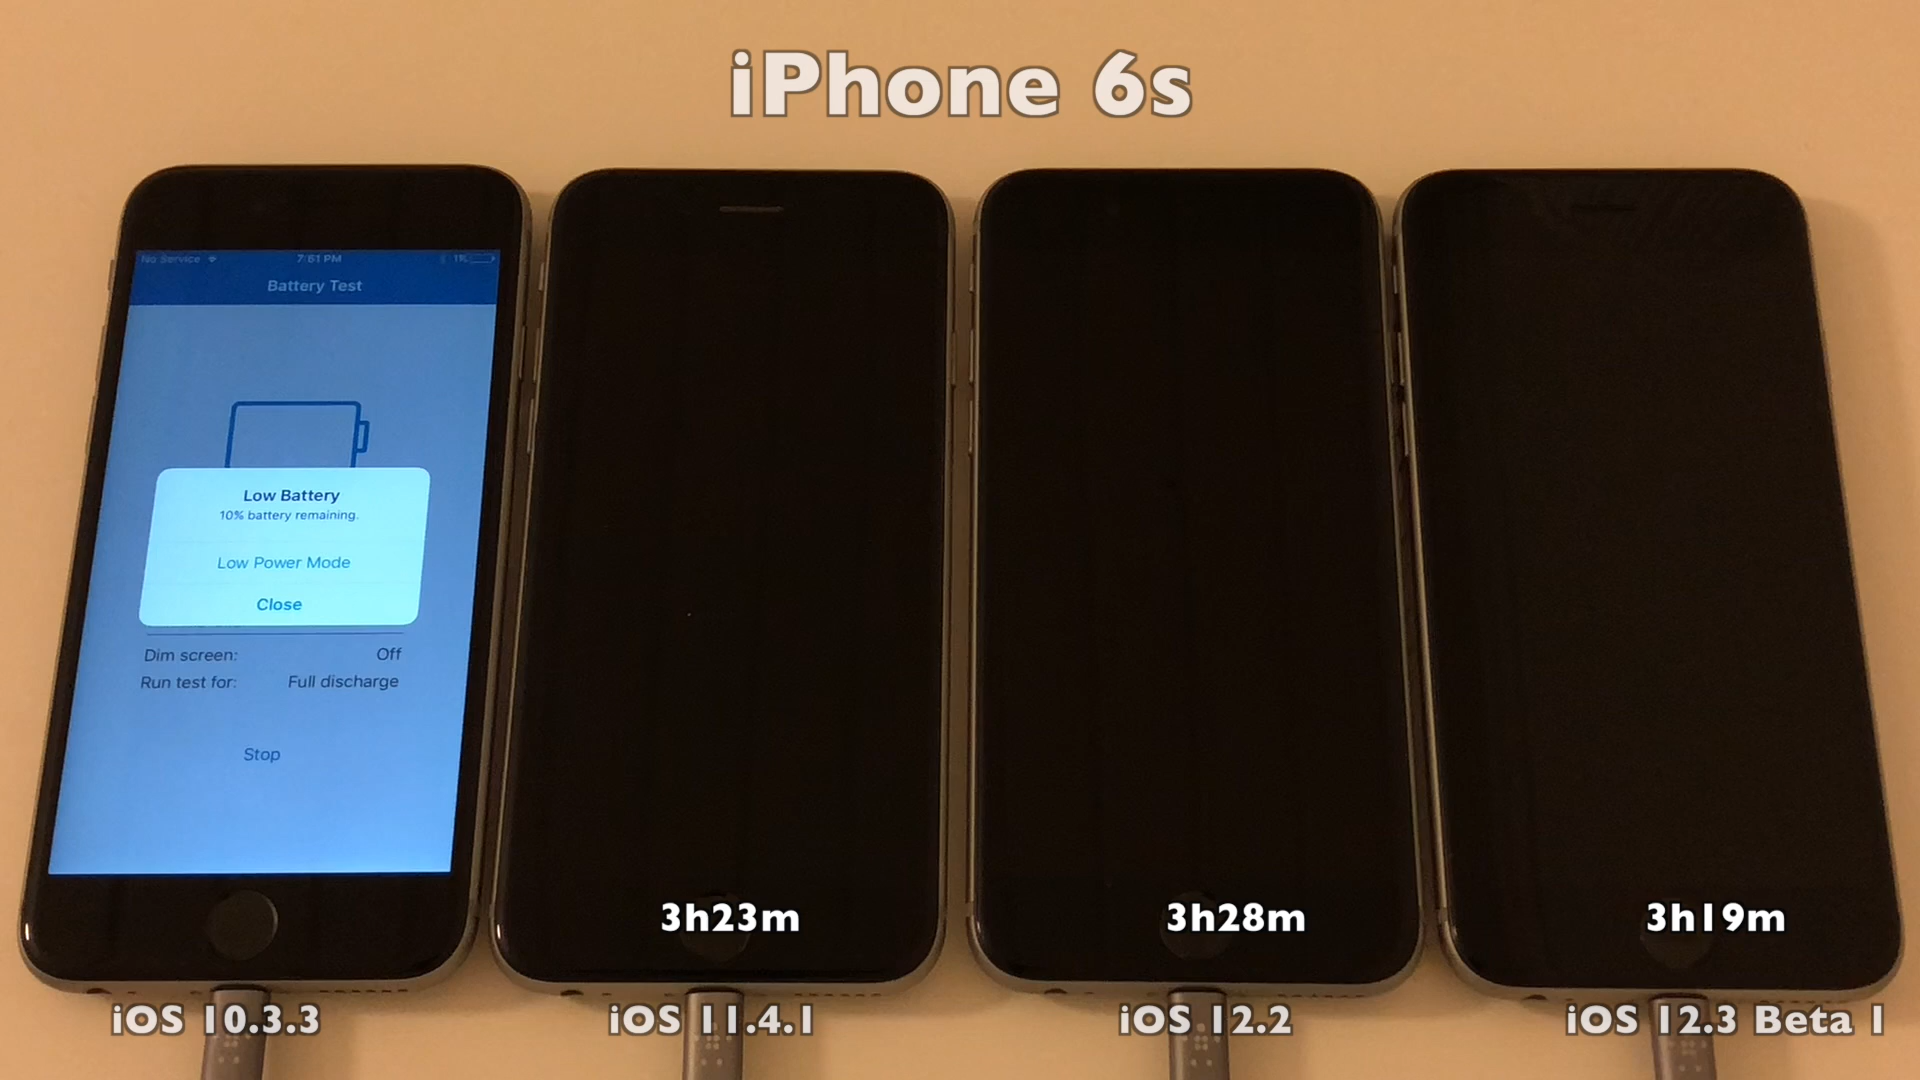 iPhone 6s
No Service 7:51 PM 1%
Battery Test
Low Battery
10% battery remaining.
Low Power Mode
Close
Dim screen: Off
Run test for: Full discharge
Stop
3h23m
3h28m
3h19m
iOS 10.3.3
iOS 11.4.1
iOS 12.2
iOS 12.3 Beta 1